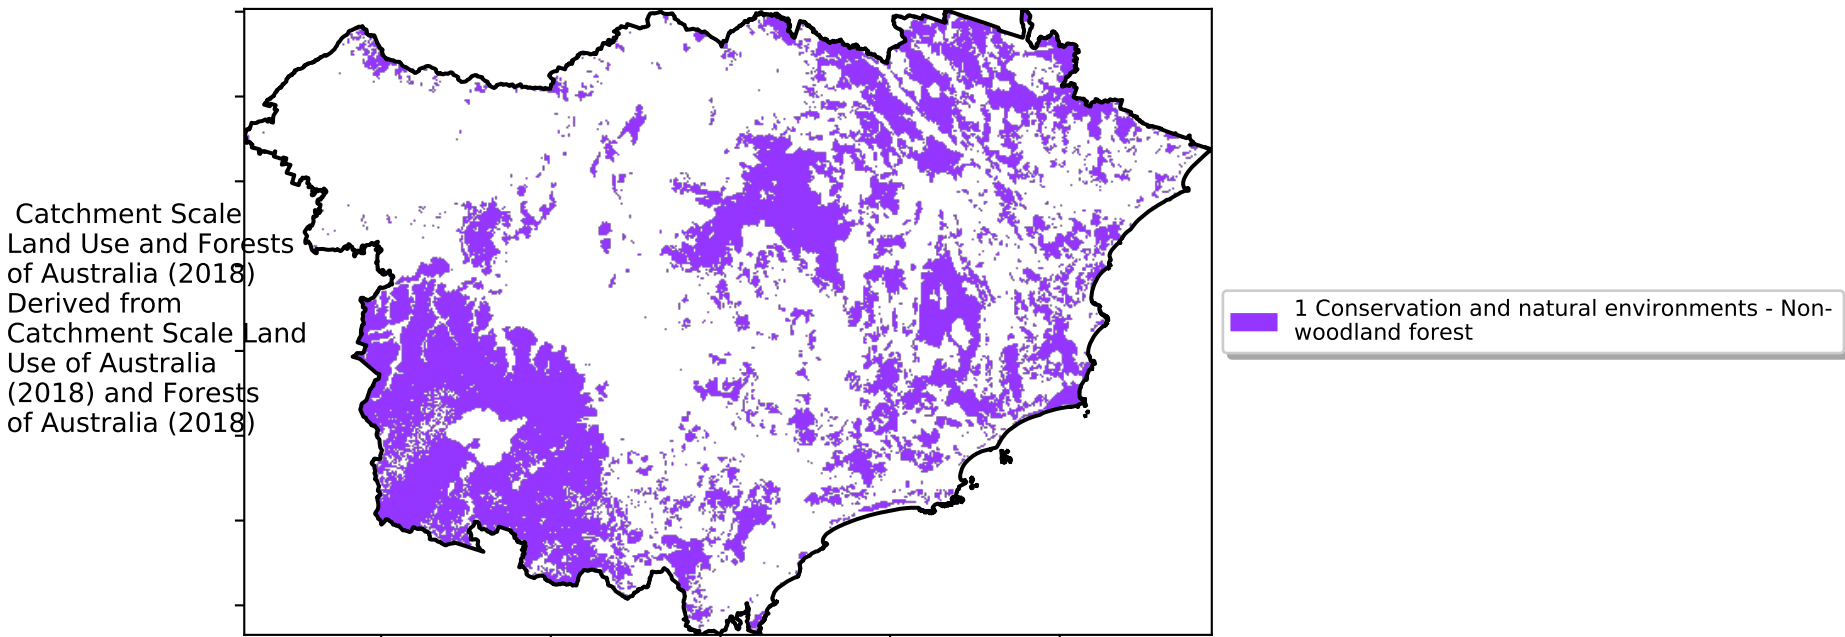 Catchment Scale
Land Use and Forests
of Australia (2018)
Derived from
Catchment Scale Land
Use of Australia
(2018) and Forests
of Australia (2018)
1 Conservation and natural environments - Non-
woodland forest